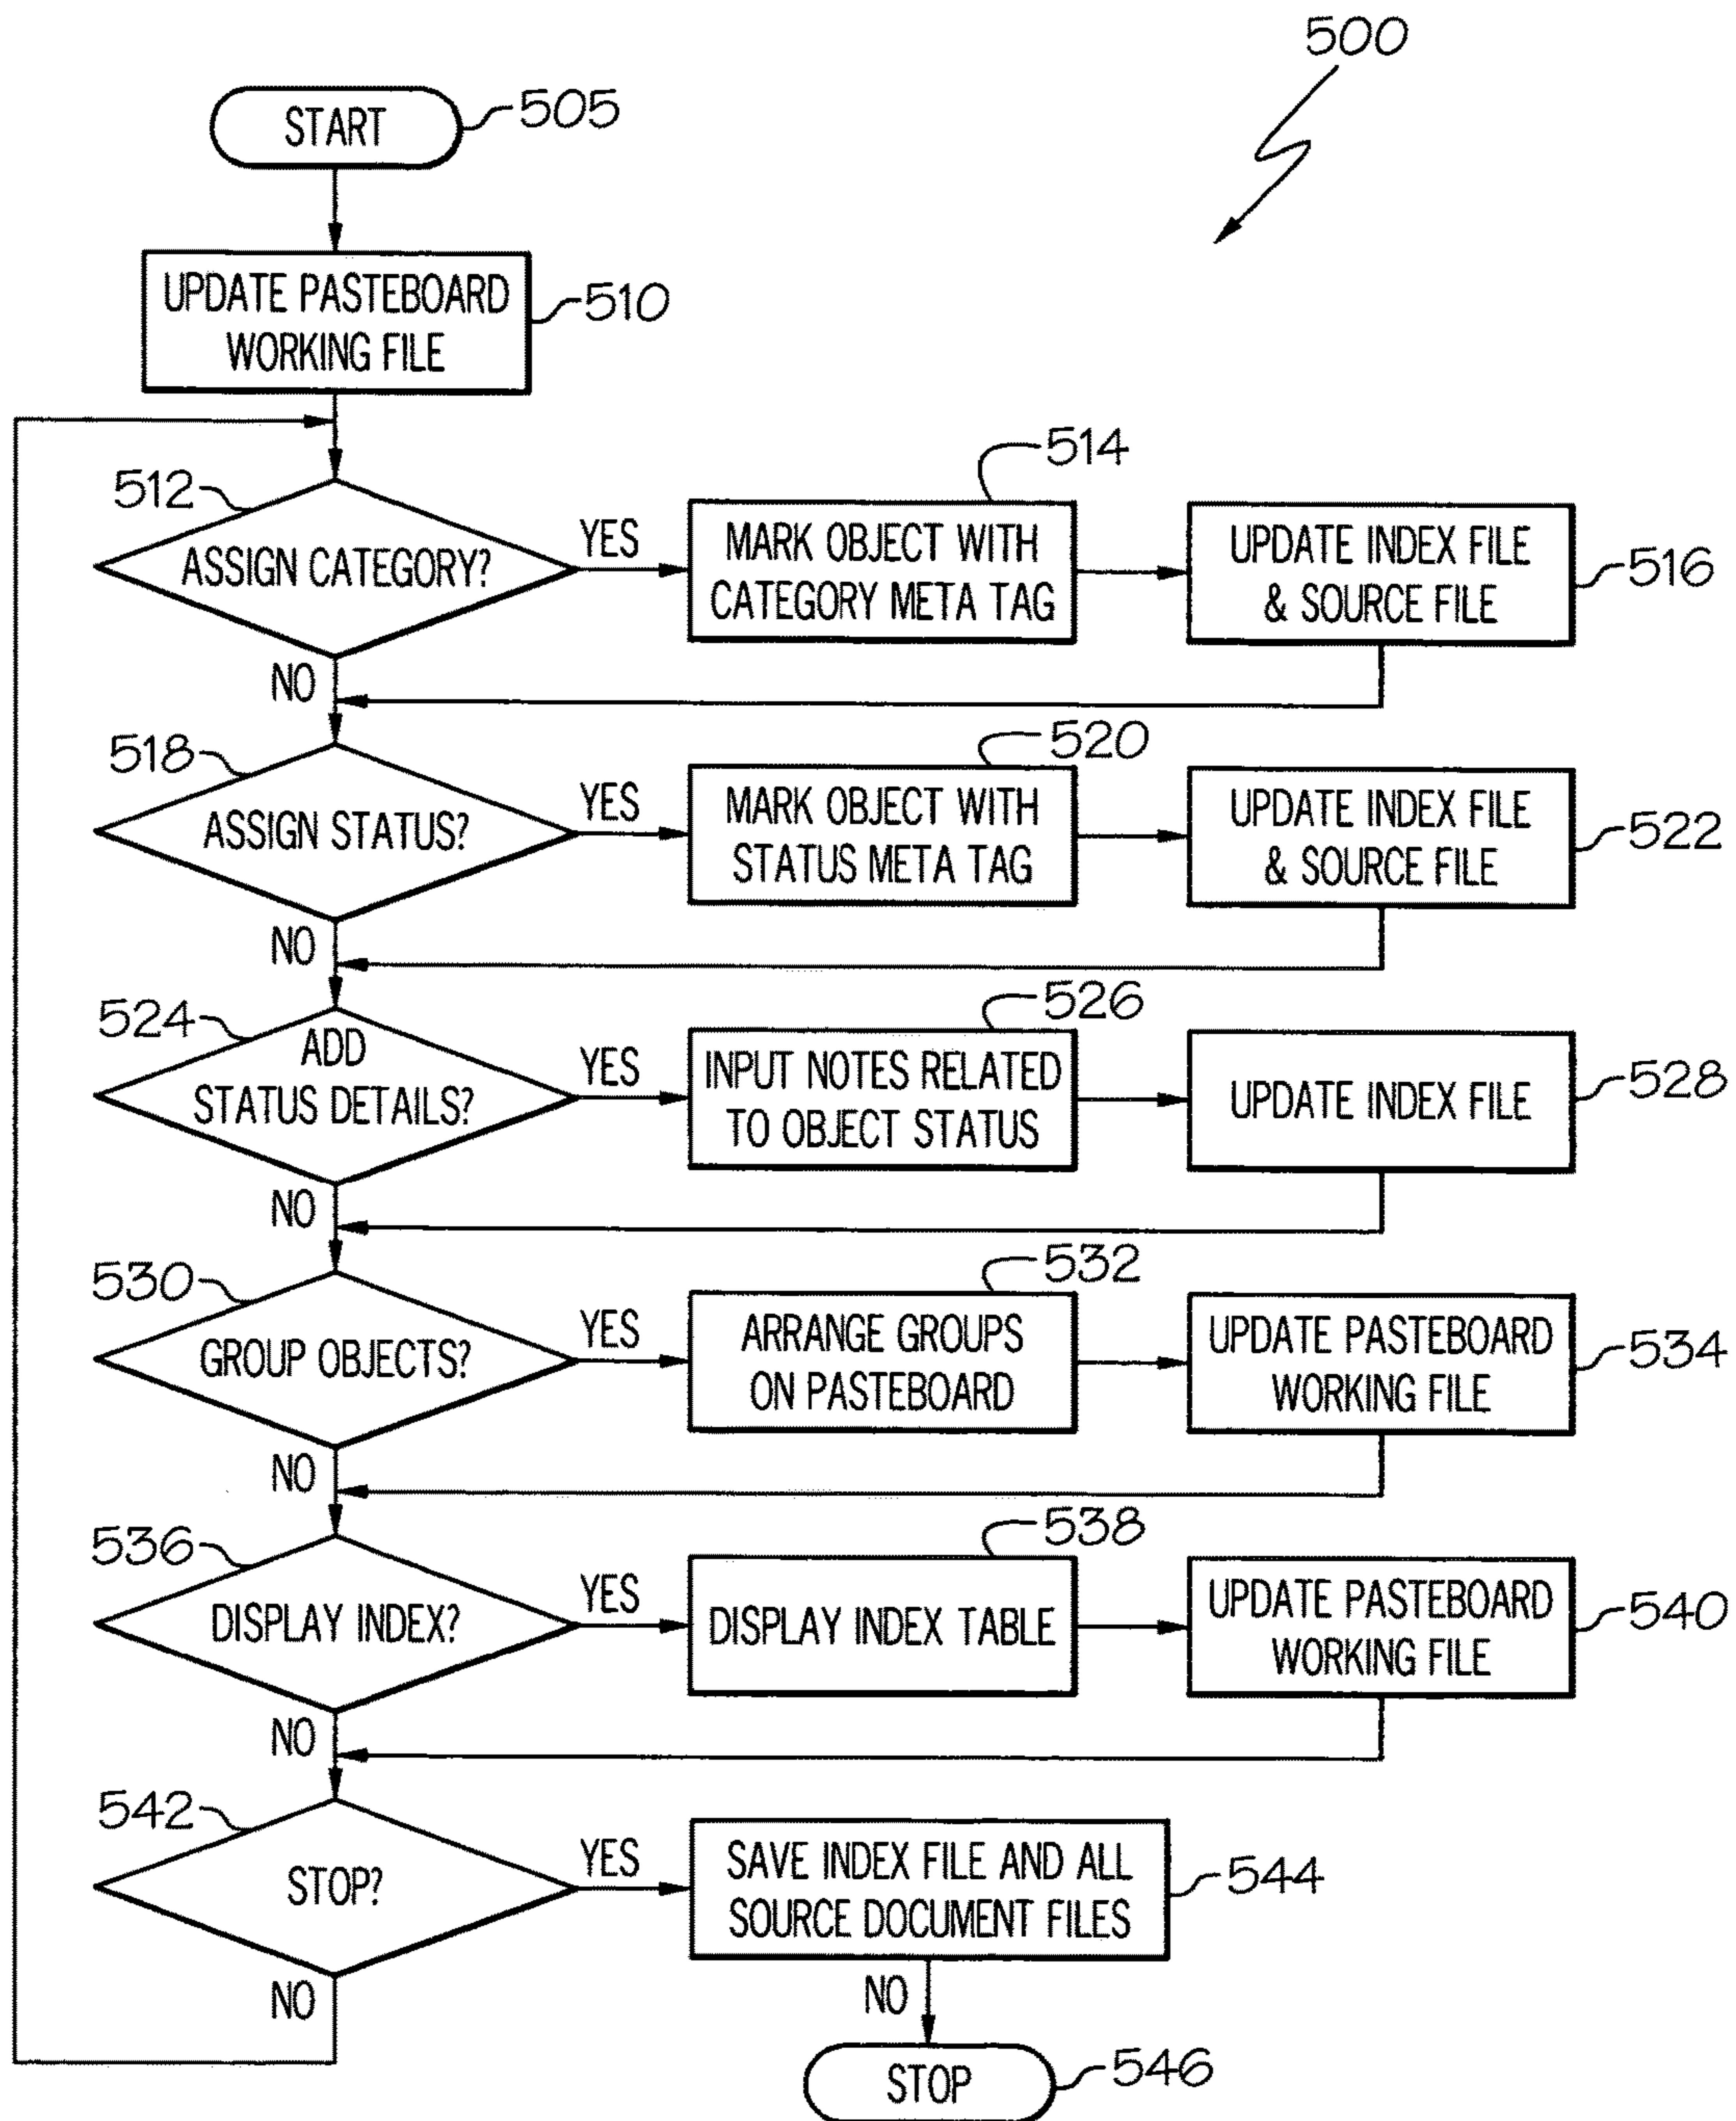 500
START
505
UPDATE PASTEBOARD
WORKING FILE
510
512
ASSIGN CATEGORY?
YES
NO
514
MARK OBJECT WITH
CATEGORY META TAG
UPDATE INDEX FILE
& SOURCE FILE
516
518
ASSIGN STATUS?
YES
NO
520
MARK OBJECT WITH
STATUS META TAG
UPDATE INDEX FILE
& SOURCE FILE
522
524
ADD
STATUS DETAILS?
YES
NO
526
INPUT NOTES RELATED
TO OBJECT STATUS
UPDATE INDEX FILE
528
530
GROUP OBJECTS?
YES
NO
532
ARRANGE GROUPS
ON PASTEBOARD
UPDATE PASTEBOARD
WORKING FILE
534
536
DISPLAY INDEX?
YES
NO
538
DISPLAY INDEX TABLE
UPDATE PASTEBOARD
WORKING FILE
540
542
STOP?
YES
NO
SAVE INDEX FILE AND ALL
SOURCE DOCUMENT FILES
544
NO
STOP
546